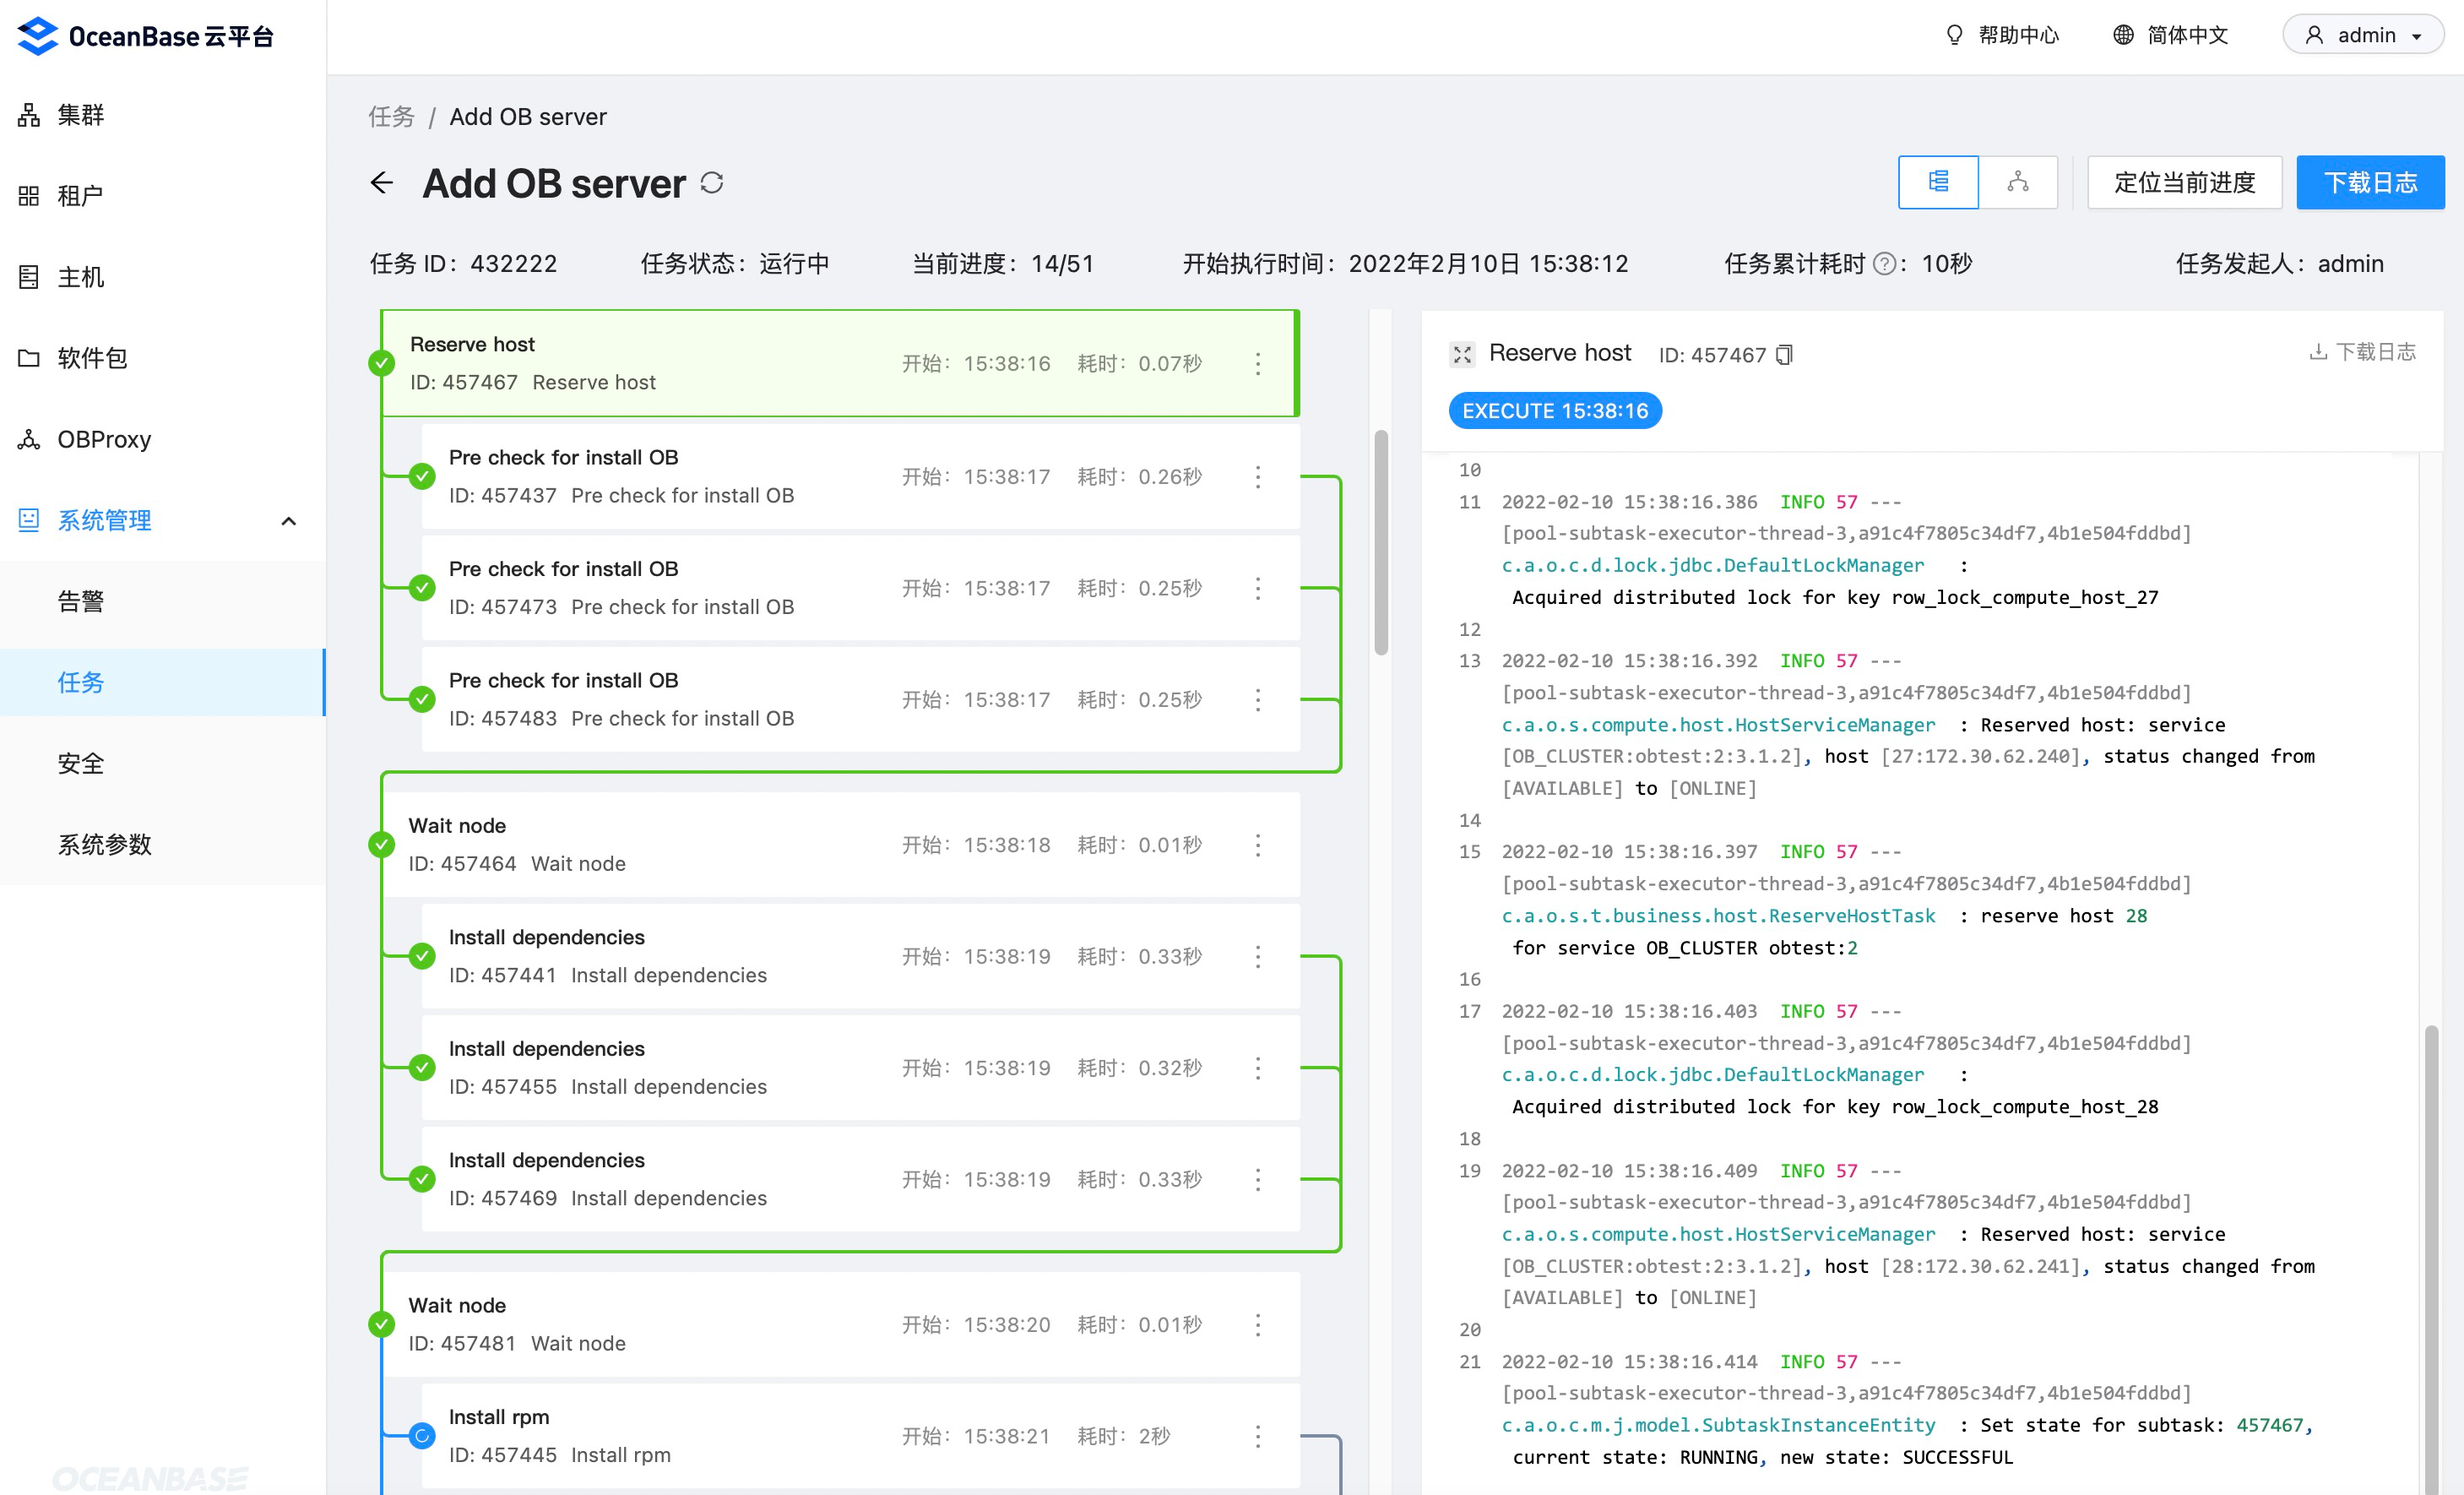 OceanBase 云平台
帮助中心
简体中文
admin
集群
租户
主机
软件包
OBProxy
系统管理
告警
任务
安全
系统参数
OCEANBASE
任务 / Add OB server
Add OB server
定位当前进度
下载日志
任务 ID：432222
任务状态：运行中
当前进度：14/51
开始执行时间：2022年2月10日 15:38:12
任务累计耗时 ?：10秒
任务发起人：admin
Reserve host
ID: 457467 Reserve host
开始：15:38:16 耗时：0.07秒
Pre check for install OB
ID: 457437 Pre check for install OB
开始：15:38:17 耗时：0.26秒
Pre check for install OB
ID: 457473 Pre check for install OB
开始：15:38:17 耗时：0.25秒
Pre check for install OB
ID: 457483 Pre check for install OB
开始：15:38:17 耗时：0.25秒
Wait node
ID: 457464 Wait node
开始：15:38:18 耗时：0.01秒
Install dependencies
ID: 457441 Install dependencies
开始：15:38:19 耗时：0.33秒
Install dependencies
ID: 457455 Install dependencies
开始：15:38:19 耗时：0.32秒
Install dependencies
ID: 457469 Install dependencies
开始：15:38:19 耗时：0.33秒
Wait node
ID: 457481 Wait node
开始：15:38:20 耗时：0.01秒
Install rpm
ID: 457445 Install rpm
开始：15:38:21 耗时：2秒
Reserve host ID: 457467
下载日志
EXECUTE 15:38:16
10
11 2022-02-10 15:38:16.386 INFO 57 ---
[pool-subtask-executor-thread-3,a91c4f7805c34df7,4b1e504fddbd]
c.a.o.c.d.lock.jdbc.DefaultLockManager :
Acquired distributed lock for key row_lock_compute_host_27
12
13 2022-02-10 15:38:16.392 INFO 57 ---
[pool-subtask-executor-thread-3,a91c4f7805c34df7,4b1e504fddbd]
c.a.o.s.compute.host.HostServiceManager : Reserved host: service
[OB_CLUSTER:obtest:2:3.1.2], host [27:172.30.62.240], status changed from
[AVAILABLE] to [ONLINE]
14
15 2022-02-10 15:38:16.397 INFO 57 ---
[pool-subtask-executor-thread-3,a91c4f7805c34df7,4b1e504fddbd]
c.a.o.s.t.business.host.ReserveHostTask : reserve host 28
for service OB_CLUSTER obtest:2
16
17 2022-02-10 15:38:16.403 INFO 57 ---
[pool-subtask-executor-thread-3,a91c4f7805c34df7,4b1e504fddbd]
c.a.o.c.d.lock.jdbc.DefaultLockManager :
Acquired distributed lock for key row_lock_compute_host_28
18
19 2022-02-10 15:38:16.409 INFO 57 ---
[pool-subtask-executor-thread-3,a91c4f7805c34df7,4b1e504fddbd]
c.a.o.s.compute.host.HostServiceManager : Reserved host: service
[OB_CLUSTER:obtest:2:3.1.2], host [28:172.30.62.241], status changed from
[AVAILABLE] to [ONLINE]
20
21 2022-02-10 15:38:16.414 INFO 57 ---
[pool-subtask-executor-thread-3,a91c4f7805c34df7,4b1e504fddbd]
c.a.o.c.m.j.model.SubtaskInstanceEntity : Set state for subtask: 457467,
current state: RUNNING, new state: SUCCESSFUL